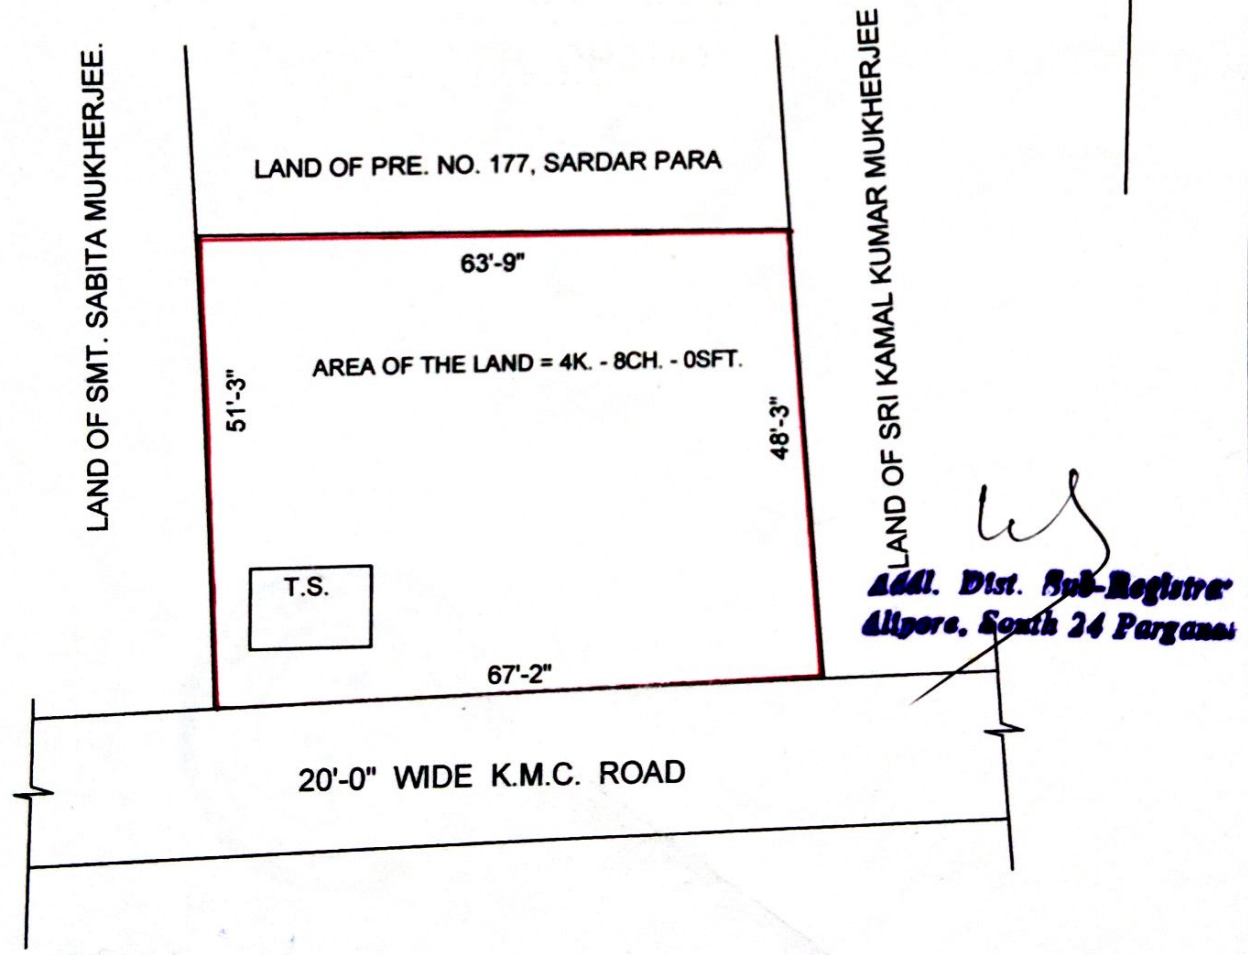 LAND OF SMT. SABITA MUKHERJEE.
LAND OF PRE. NO. 177, SARDAR PARA
LAND OF SRI KAMAL KUMAR MUKHERJEE
63'-9"
AREA OF THE LAND = 4K. - 8CH. - 0SFT.
51'-3"
48'-3"
T.S.
67'-2"
Addl. Dist. Sub-Registrar
Alipore, South 24 Parganas
20'-0" WIDE K.M.C. ROAD